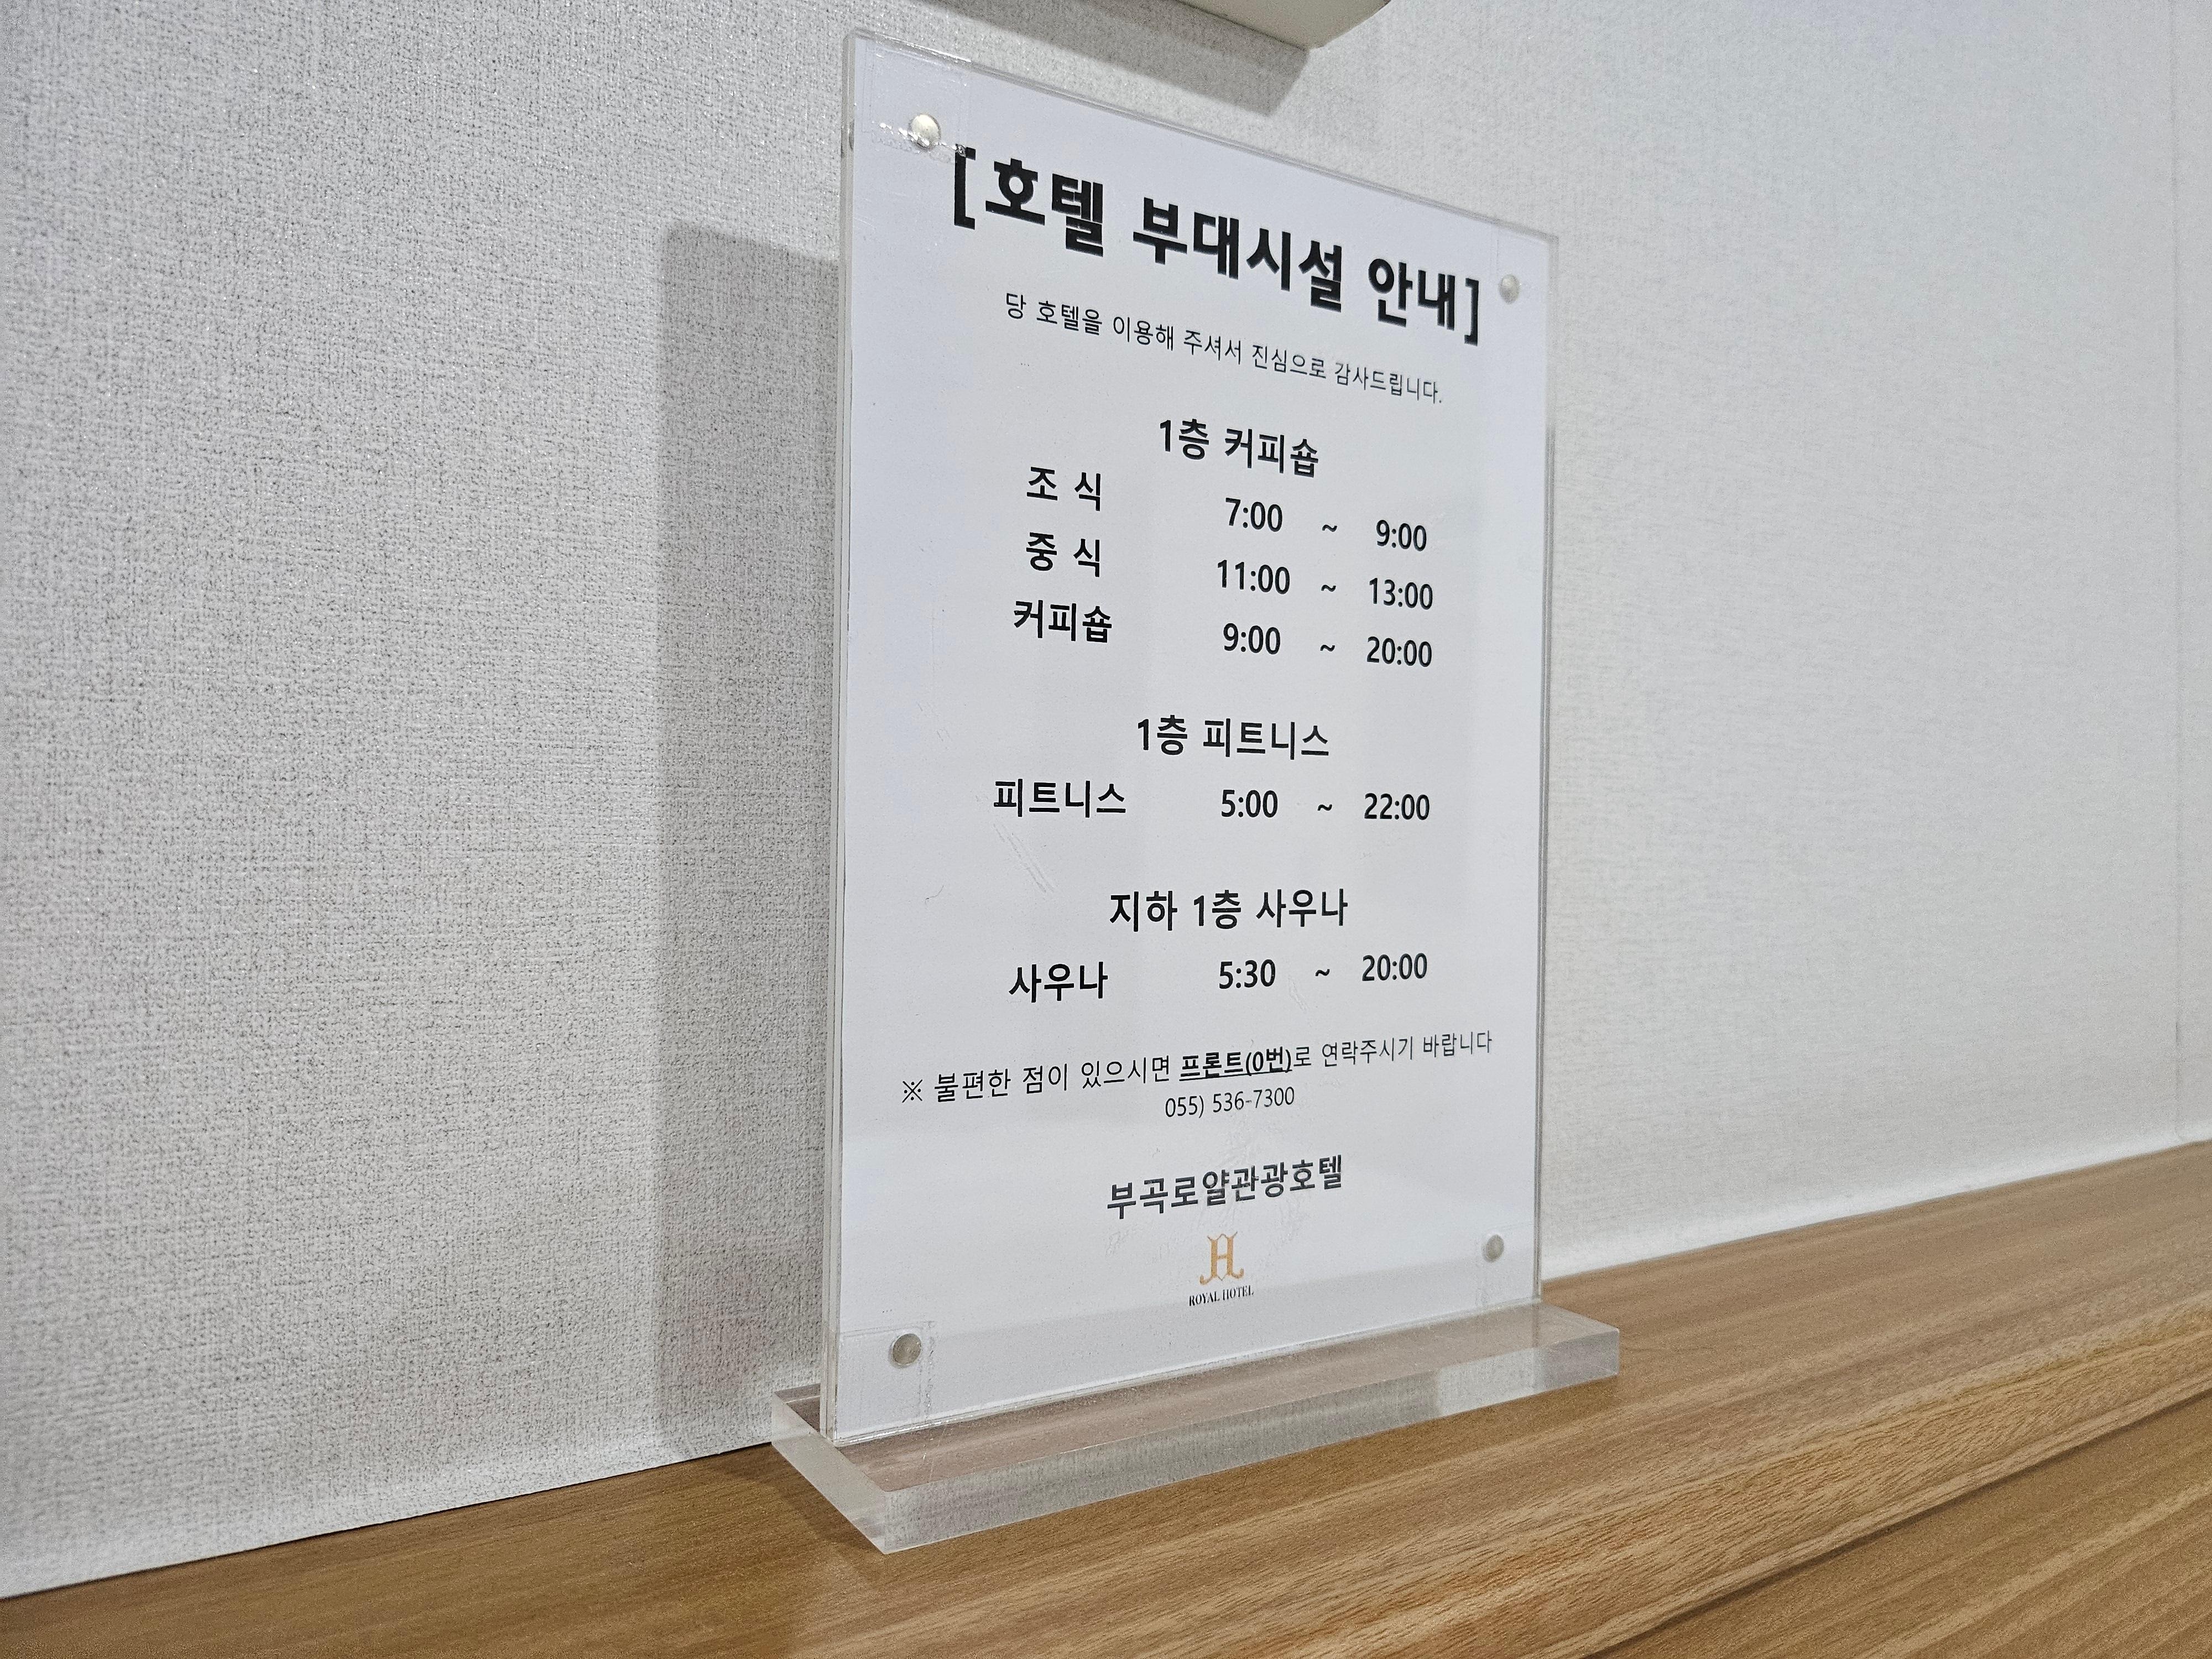 [호텔 부대시설 안내]
당 호텔을 이용해 주셔서 진심으로 감사드립니다.
1층 커피숍
조 식 7:00 ~ 9:00
중 식 11:00 ~ 13:00
커피숍 9:00 ~ 20:00
1층 피트니스
피트니스 5:00 ~ 22:00
지하 1층 사우나
사우나 5:30 ~ 20:00
※ 불편한 점이 있으시면 프론트(0번)로 연락주시기 바랍니다
055) 536-7300
부곡로얄관광호텔
H
ROYAL HOTEL